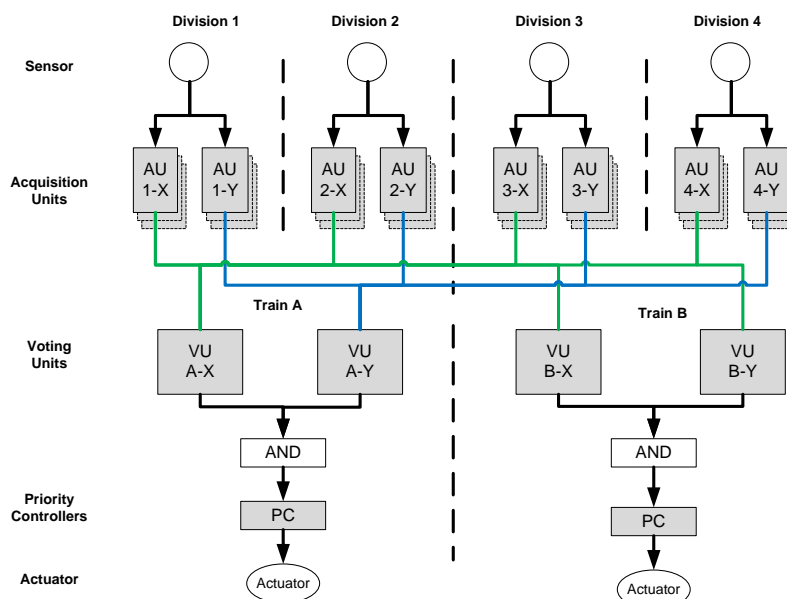 Division 1 Division 2 Division 3 Division 4
Sensor
AU AU AU AU AU AU AU AU
1-X 1-Y 2-X 2-Y 3-X 3-Y 4-X 4-Y
Acquisition
Units
Train A Train B
Voting
Units
VU VU VU VU
A-X A-Y B-X B-Y
AND AND
Priority
Controllers
PC PC
Actuator
Actuator Actuator